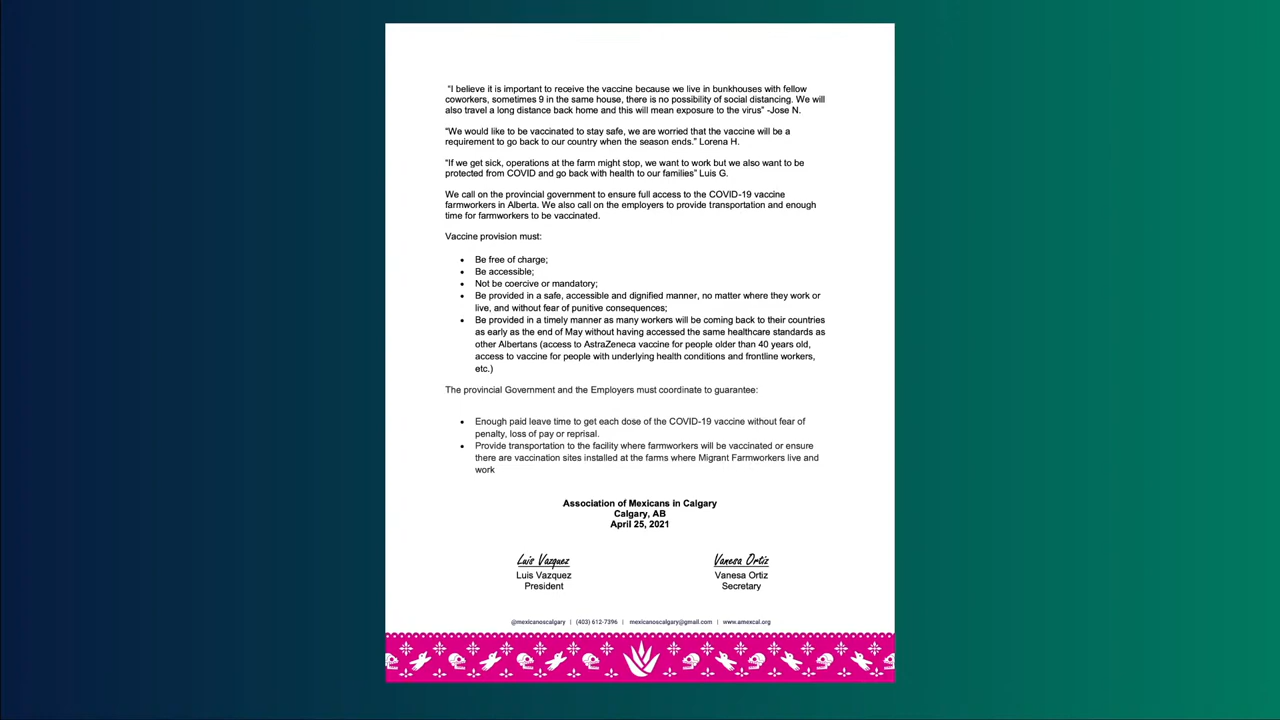 “I believe it is important to receive the vaccine because we live in bunkhouses with fellow
coworkers, sometimes 9 in the same house, there is no possibility of social distancing. We will
also travel a long distance back home and this will mean exposure to the virus” -Jose N.
“We would like to be vaccinated to stay safe, we are worried that the vaccine will be a
requirement to go back to our country when the season ends.” Lorena H.
“If we get sick, operations at the farm might stop, we want to work but we also want to be
protected from COVID and go back with health to our families” Luis G.
We call on the provincial government to ensure full access to the COVID-19 vaccine
farmworkers in Alberta. We also call on the employers to provide transportation and enough
time for farmworkers to be vaccinated.
Vaccine provision must:
• Be free of charge;
• Be accessible;
• Not be coercive or mandatory;
• Be provided in a safe, accessible and dignified manner, no matter where they work or
live, and without fear of punitive consequences;
• Be provided in a timely manner as many workers will be coming back to their countries
as early as the end of May without having accessed the same healthcare standards as
other Albertans (access to AstraZeneca vaccine for people older than 40 years old,
access to vaccine for people with underlying health conditions and frontline workers,
etc.)
The provincial Government and the Employers must coordinate to guarantee:
• Enough paid leave time to get each dose of the COVID-19 vaccine without fear of
penalty, loss of pay or reprisal.
• Provide transportation to the facility where farmworkers will be vaccinated or ensure
there are vaccination sites installed at the farms where Migrant Farmworkers live and
work
Association of Mexicans in Calgary
Calgary, AB
April 25, 2021
Luis Vazquez Vanesa Ortiz
Luis Vazquez Vanesa Ortiz
President Secretary
@mexicanoscalgary | (403) 612-7396 | mexicanoscalgary@gmail.com | www.amexcal.org